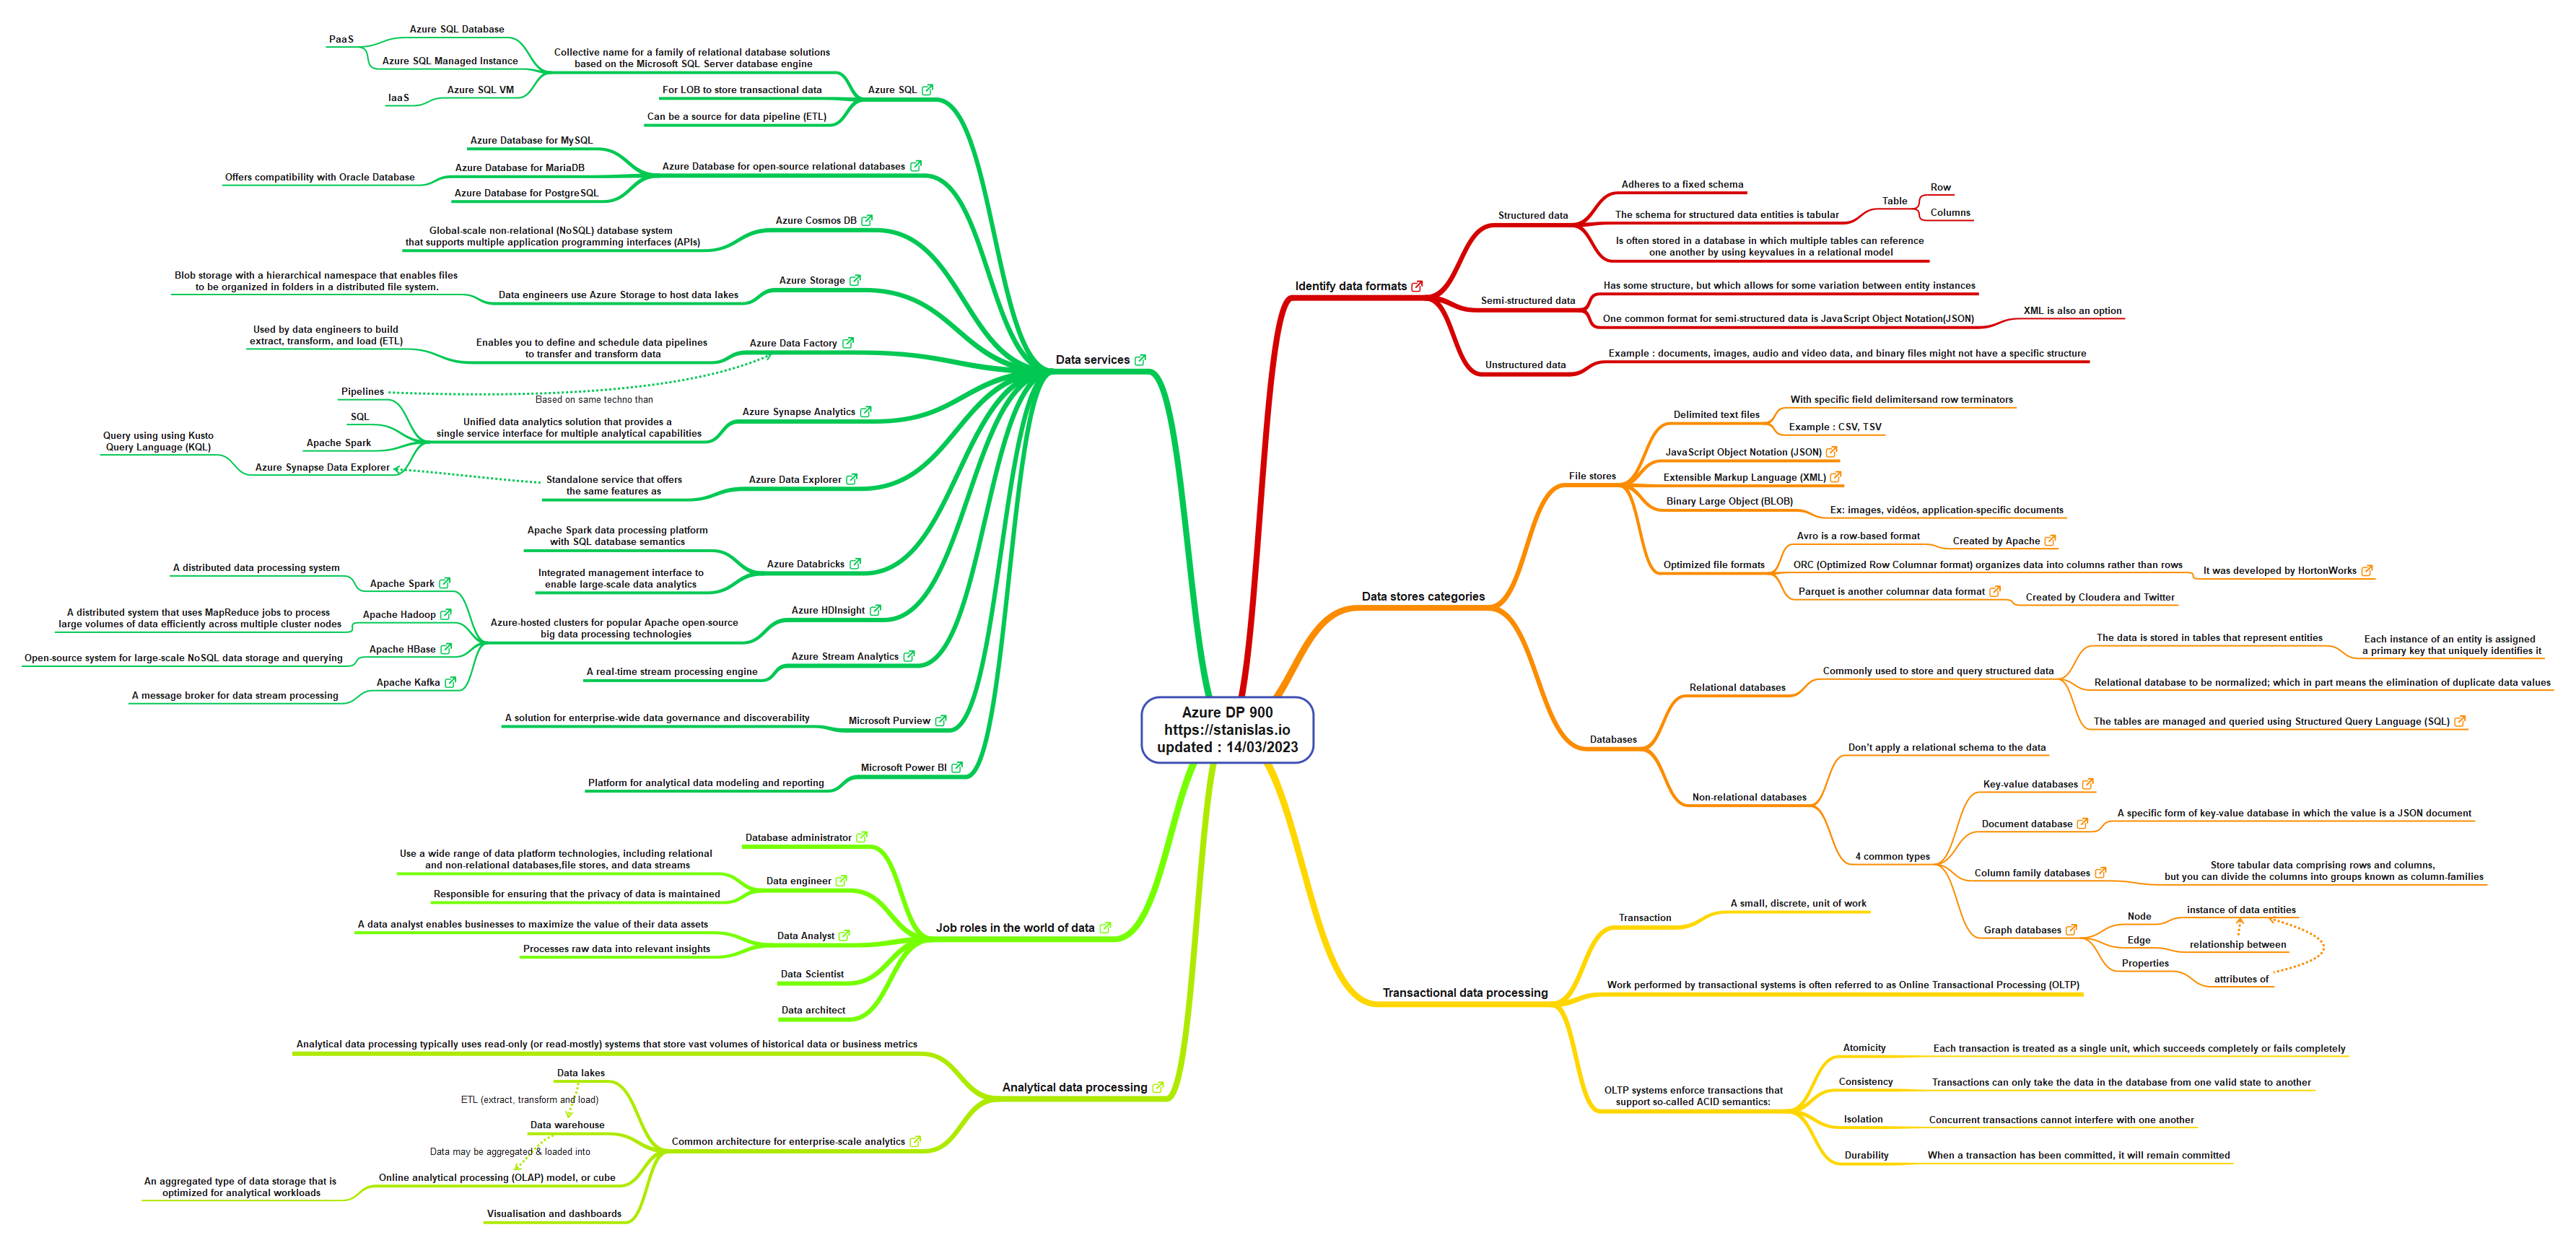 Azure DP 900
https://stanislas.io
updated : 14/03/2023
Data services
Azure SQL
Collective name for a family of relational database solutions
based on the Microsoft SQL Server database engine
Azure SQL Database
PaaS
Azure SQL Managed Instance
Azure SQL VM
IaaS
For LOB to store transactional data
Can be a source for data pipeline (ETL)
Azure Database for open-source relational databases
Azure Database for MySQL
Azure Database for MariaDB
Offers compatibility with Oracle Database
Azure Database for PostgreSQL
Azure Cosmos DB
Global-scale non-relational (NoSQL) database system
that supports multiple application programming interfaces (APIs)
Azure Storage
Data engineers use Azure Storage to host data lakes
Blob storage with a hierarchical namespace that enables files
to be organized in folders in a distributed file system.
Azure Data Factory
Enables you to define and schedule data pipelines
to transfer and transform data
Used by data engineers to build
extract, transform, and load (ETL)
Azure Synapse Analytics
Unified data analytics solution that provides a
single service interface for multiple analytical capabilities
Pipelines
Based on same techno than
SQL
Apache Spark
Azure Synapse Data Explorer
Query using using Kusto
Query Language (KQL)
Azure Data Explorer
Standalone service that offers
the same features as
Azure Databricks
Apache Spark data processing platform
with SQL database semantics
Integrated management interface to
enable large-scale data analytics
Azure HDInsight
Azure-hosted clusters for popular Apache open-source
big data processing technologies
Apache Spark
A distributed data processing system
Apache Hadoop
A distributed system that uses MapReduce jobs to process
large volumes of data efficiently across multiple cluster nodes
Apache HBase
Open-source system for large-scale NoSQL data storage and querying
Apache Kafka
A message broker for data stream processing
Azure Stream Analytics
A real-time stream processing engine
Microsoft Purview
A solution for enterprise-wide data governance and discoverability
Microsoft Power BI
Platform for analytical data modeling and reporting
Job roles in the world of data
Database administrator
Data engineer
Use a wide range of data platform technologies, including relational
and non-relational databases,file stores, and data streams
Responsible for ensuring that the privacy of data is maintained
Data Analyst
A data analyst enables businesses to maximize the value of their data assets
Processes raw data into relevant insights
Data Scientist
Data architect
Analytical data processing
Analytical data processing typically uses read-only (or read-mostly) systems that store vast volumes of historical data or business metrics
Common architecture for enterprise-scale analytics
Data lakes
ETL (extract, transform and load)
Data warehouse
Data may be aggregated & loaded into
Online analytical processing (OLAP) model, or cube
An aggregated type of data storage that is
optimized for analytical workloads
Visualisation and dashboards
Identify data formats
Structured data
Adheres to a fixed schema
The schema for structured data entities is tabular
Table
Row
Columns
Is often stored in a database in which multiple tables can reference
one another by using keyvalues in a relational model
Semi-structured data
Has some structure, but which allows for some variation between entity instances
One common format for semi-structured data is JavaScript Object Notation(JSON)
XML is also an option
Unstructured data
Example : documents, images, audio and video data, and binary files might not have a specific structure
Data stores categories
File stores
Delimited text files
With specific field delimitersand row terminators
Example : CSV, TSV
JavaScript Object Notation (JSON)
Extensible Markup Language (XML)
Binary Large Object (BLOB)
Ex: images, vidéos, application-specific documents
Optimized file formats
Avro is a row-based format
Created by Apache
ORC (Optimized Row Columnar format) organizes data into columns rather than rows
It was developed by HortonWorks
Parquet is another columnar data format
Created by Cloudera and Twitter
Databases
Relational databases
Commonly used to store and query structured data
The data is stored in tables that represent entities
Each instance of an entity is assigned
a primary key that uniquely identifies it
Relational database to be normalized; which in part means the elimination of duplicate data values
The tables are managed and queried using Structured Query Language (SQL)
Non-relational databases
Don't apply a relational schema to the data
4 common types
Key-value databases
Document database
A specific form of key-value database in which the value is a JSON document
Column family databases
Store tabular data comprising rows and columns,
but you can divide the columns into groups known as column-families
Graph databases
Node
instance of data entities
Edge
relationship between
Properties
attributes of
Transactional data processing
Transaction
A small, discrete, unit of work
Work performed by transactional systems is often referred to as Online Transactional Processing (OLTP)
OLTP systems enforce transactions that
support so-called ACID semantics:
Atomicity
Each transaction is treated as a single unit, which succeeds completely or fails completely
Consistency
Transactions can only take the data in the database from one valid state to another
Isolation
Concurrent transactions cannot interfere with one another
Durability
When a transaction has been committed, it will remain committed